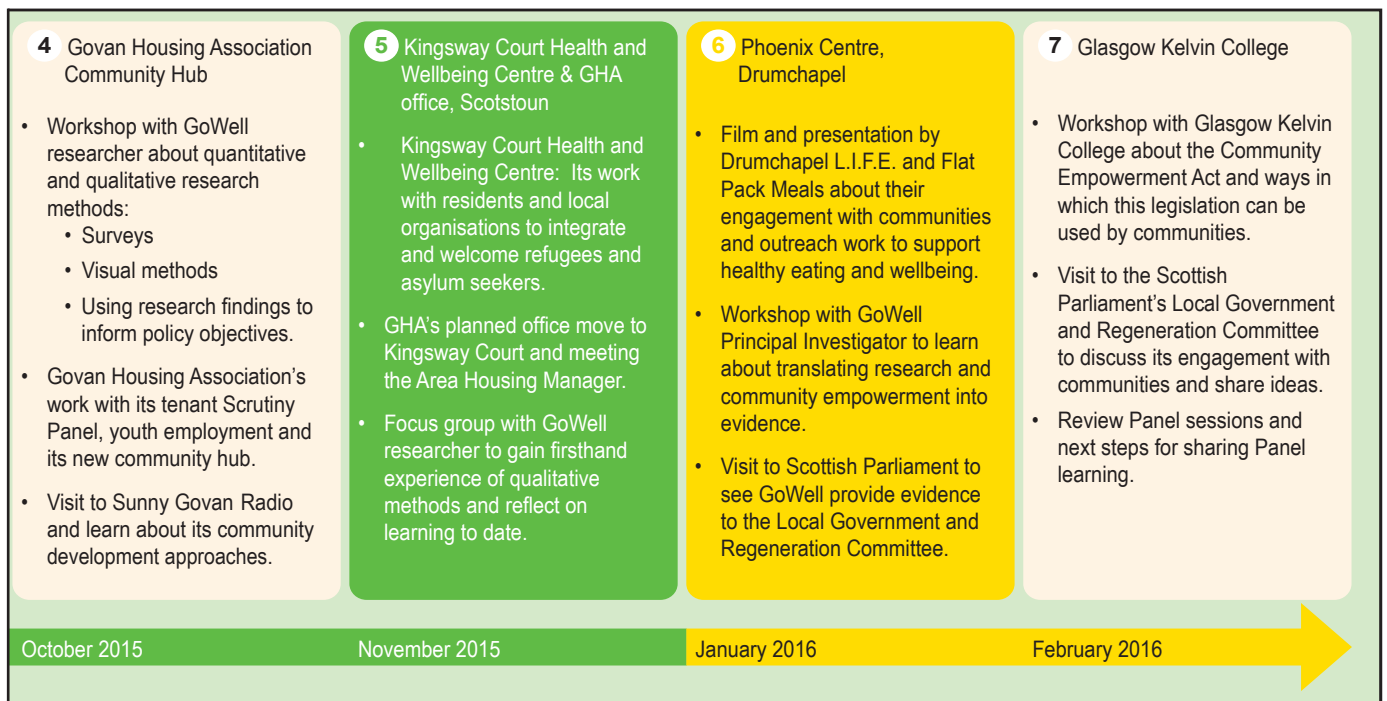 4 Govan Housing Association
Community Hub
• Workshop with GoWell
researcher about quantitative
and qualitative research
methods:
• Surveys
• Visual methods
• Using research findings to
inform policy objectives.
• Govan Housing Association’s
work with its tenant Scrutiny
Panel, youth employment and
its new community hub.
• Visit to Sunny Govan Radio
and learn about its community
development approaches.
5 Kingsway Court Health and
Wellbeing Centre & GHA
office, Scotstoun
• Kingsway Court Health and
Wellbeing Centre: Its work
with residents and local
organisations to integrate
and welcome refugees and
asylum seekers.
• GHA’s planned office move to
Kingsway Court and meeting
the Area Housing Manager.
• Focus group with GoWell
researcher to gain firsthand
experience of qualitative
methods and reflect on
learning to date.
6 Phoenix Centre,
Drumchapel
• Film and presentation by
Drumchapel L.I.F.E. and Flat
Pack Meals about their
engagement with communities
and outreach work to support
healthy eating and wellbeing.
• Workshop with GoWell
Principal Investigator to learn
about translating research and
community empowerment into
evidence.
• Visit to Scottish Parliament to
see GoWell provide evidence
to the Local Government and
Regeneration Committee.
7 Glasgow Kelvin College
• Workshop with Glasgow Kelvin
College about the Community
Empowerment Act and ways in
which this legislation can be
used by communities.
• Visit to the Scottish
Parliament’s Local Government
and Regeneration Committee
to discuss its engagement with
communities and share ideas.
• Review Panel sessions and
next steps for sharing Panel
learning.
October 2015
November 2015
January 2016
February 2016